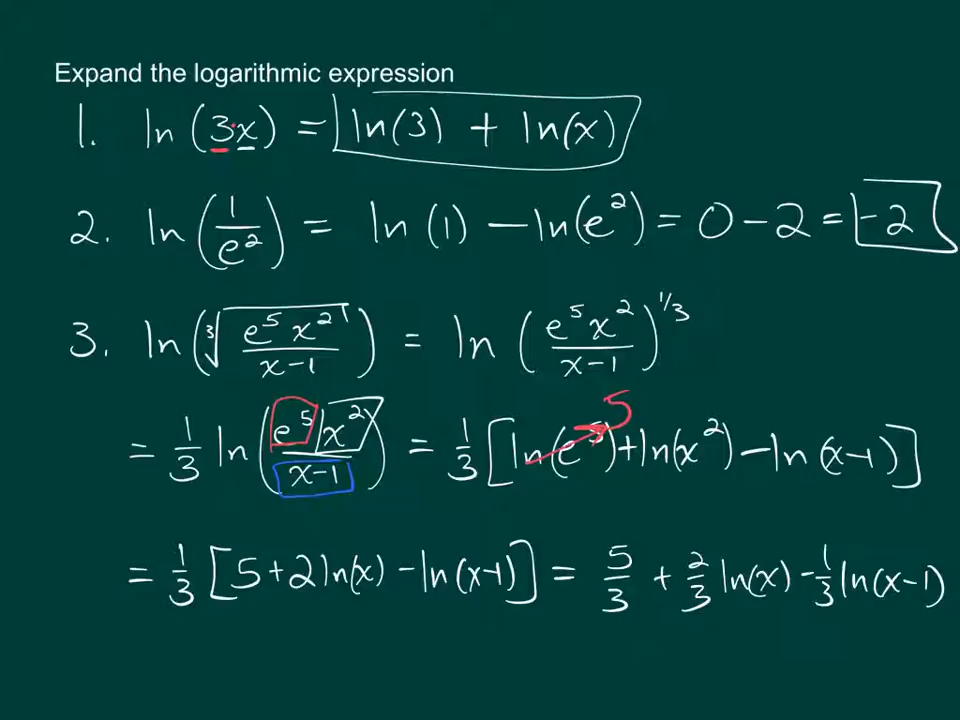 Expand the logarithmic expression
1. ln(3·x) = ln(3) + ln(x)
2. ln(1/e²) = ln(1) − ln(e²) = 0 − 2 = −2
3. ln(∛(e⁵x²/(x−1))) = ln(e⁵x²/(x−1))^(1/3)
= 1/3 ln(e⁵x²/(x−1)) = 1/3 [ln(e⁵) 5 + ln(x²) − ln(x−1)]
= 1/3 [5 + 2ln(x) − ln(x−1)] = 5/3 + 2/3 ln(x) − 1/3 ln(x−1)